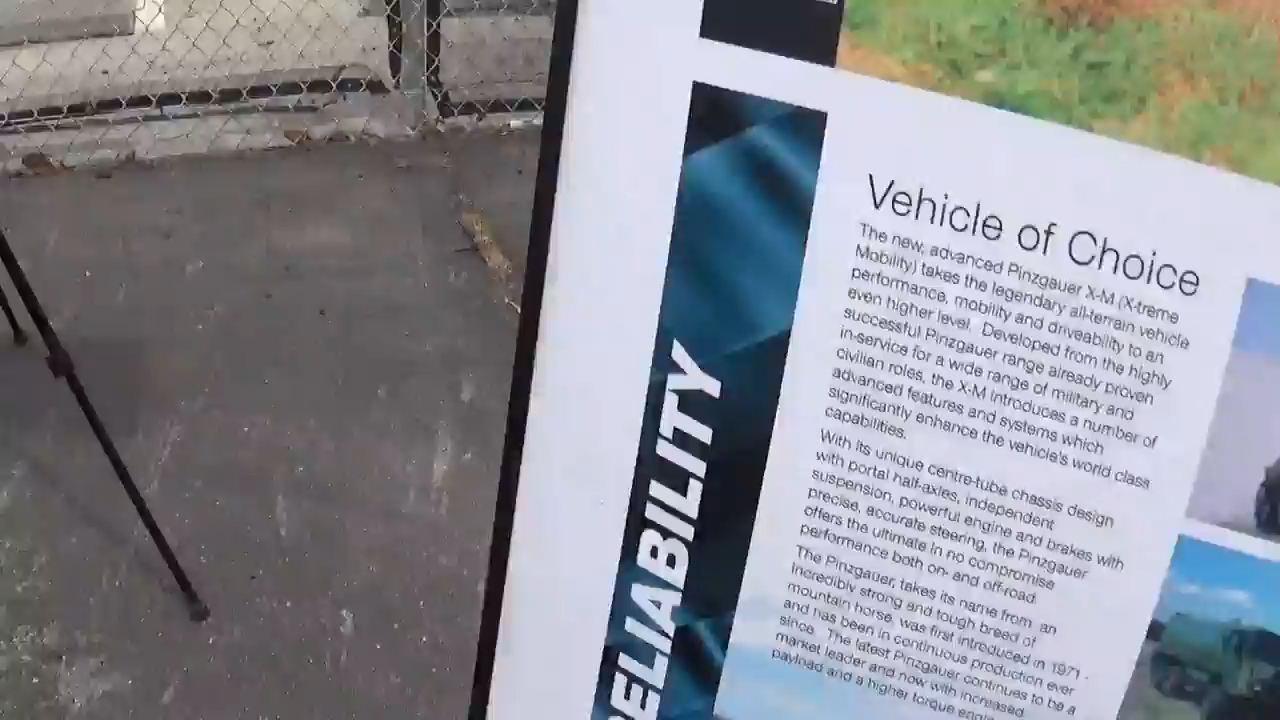 Vehicle of Choice
The new, advanced Pinzgauer X-M (X-treme
Mobility) takes the legendary all-terrain vehicle
performance, mobility and driveability to an
even higher level. Developed from the highly
successful Pinzgauer range already proven
in-service for a wide range of military and
civilian roles, the X-M introduces a number of
advanced features and systems which
significantly enhance the vehicle's world class
capabilities.
With its unique centre-tube chassis design
with portal half-axles, independent
suspension, powerful engine and brakes with
precise, accurate steering, the Pinzgauer
offers the ultimate in no compromise
performance both on- and off-road.
The Pinzgauer, takes its name from an
incredibly strong and tough breed of
mountain horse, was first introduced in 1971
and has been in continuous production ever
since. The latest Pinzgauer continues to be a
market leader and now with increased
payload and a higher torque engin
RELIABILITY